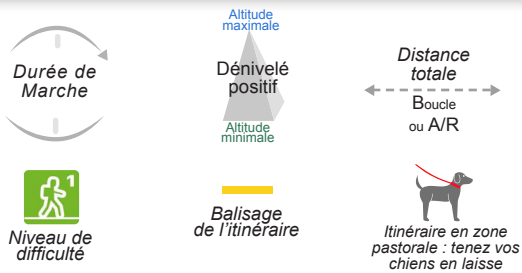 Durée de
Marche
Altitude
maximale
Dénivelé
positif
Altitude
minimale
Distance
totale
Boucle
ou A/R
1
Niveau de
difficulté
Balisage
de l'itinéraire
Itinéraire en zone
pastorale : tenez vos
chiens en laisse